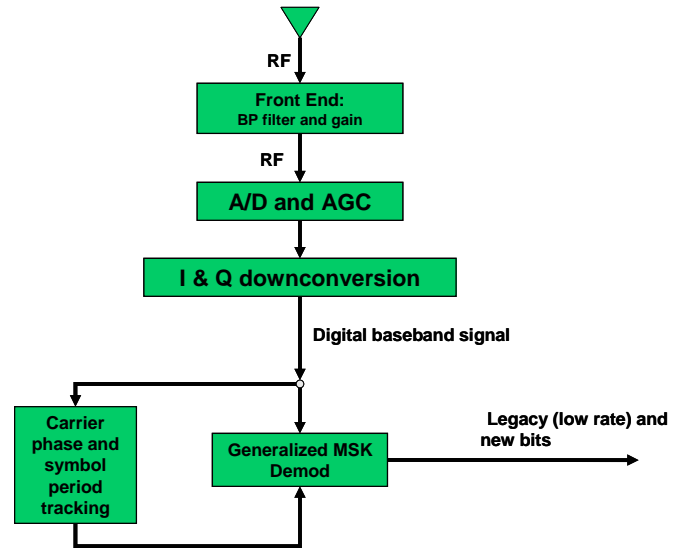 RF
Front End:
BP filter and gain
RF
A/D and AGC
I & Q downconversion
Digital baseband signal
Carrier
phase and
symbol
period
tracking
Generalized MSK
Demod
Legacy (low rate) and
new bits